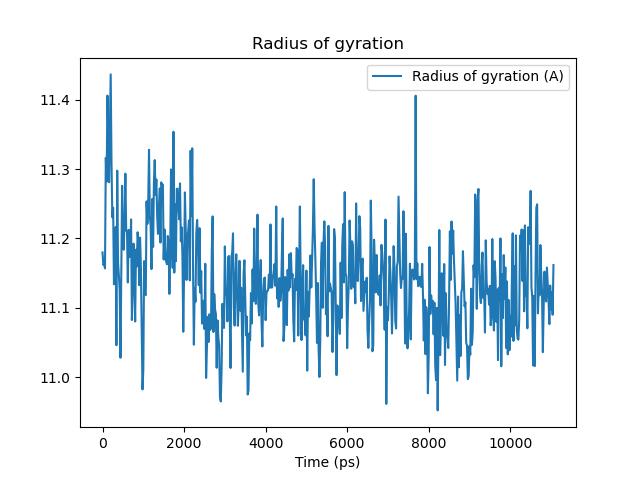 Radius of gyration
Radius of gyration (A)
11.4
11.3
11.2
11.1
11.0
0 2000 4000 6000 8000 10000
Time (ps)